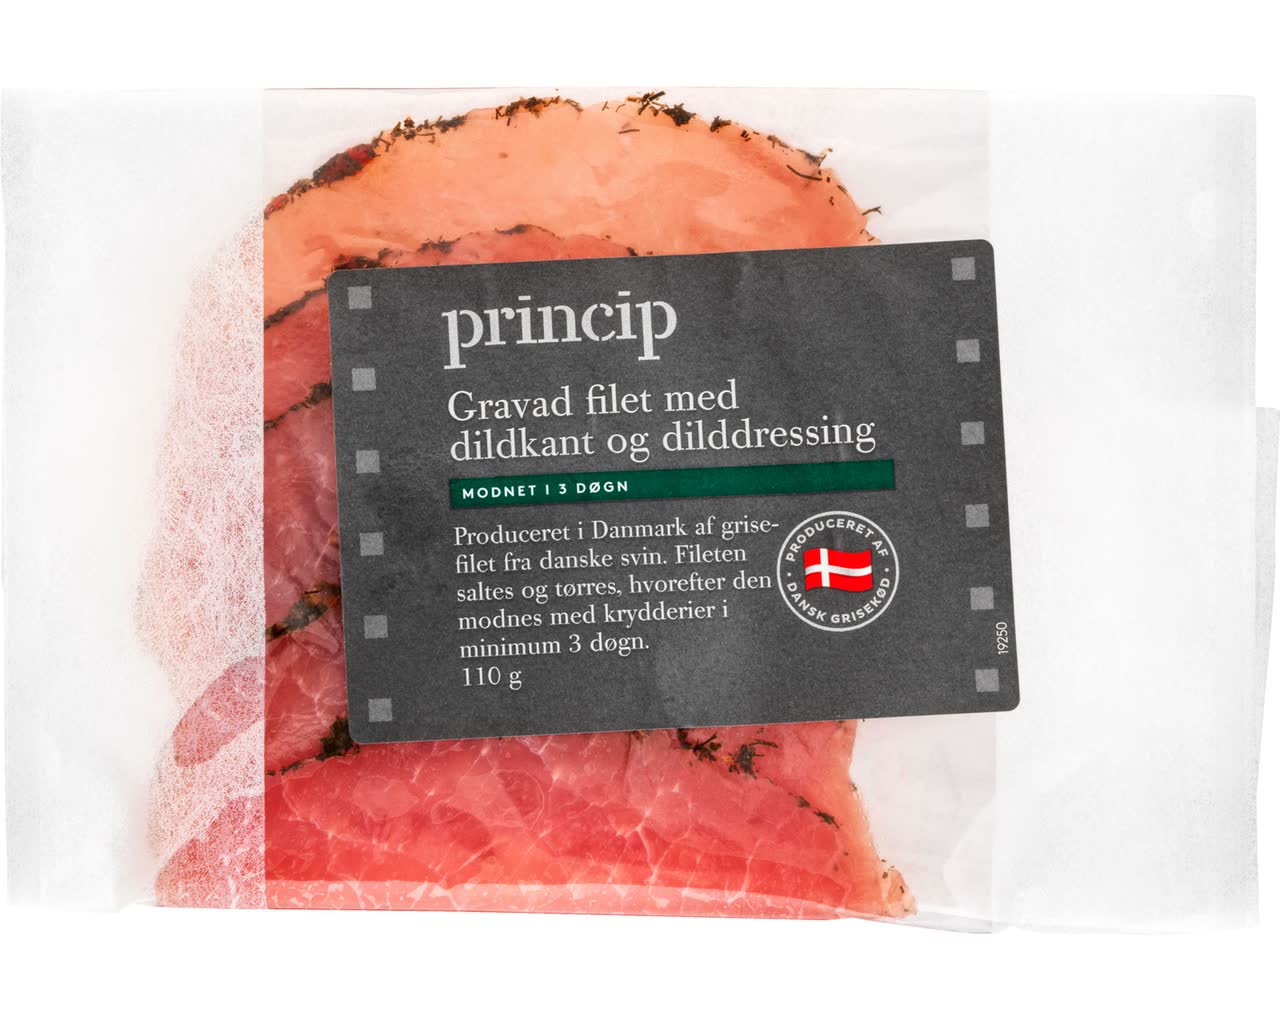 princip
Gravad filet med
dildkant og dilddressing
MODNET I 3 DØGN
Produceret i Danmark af grise-
filet fra danske svin. Fileten
saltes og tørres, hvorefter den
modnes med krydderier i
minimum 3 døgn.
110 g
PRODUCERET AF
DANSK GRISEKØD
19250